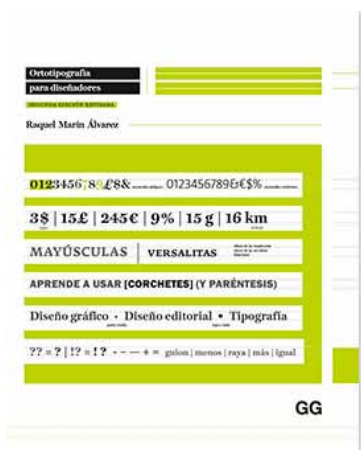 Ortotipografía
para diseñadores
SEGUNDA EDICIÓN REVISADA
Raquel Marín Álvarez
0123456789£8& 0123456789&€$%
3$ | 15£ | 245€ | 9% | 15 g | 16 km
MAYÚSCULAS | VERSALITAS
APRENDE A USAR [CORCHETES] (Y PARÉNTESIS)
Diseño gráfico · Diseño editorial • Tipografía
?? = ? | !? = !? - – — + = guion | menos | raya | más | igual
GG